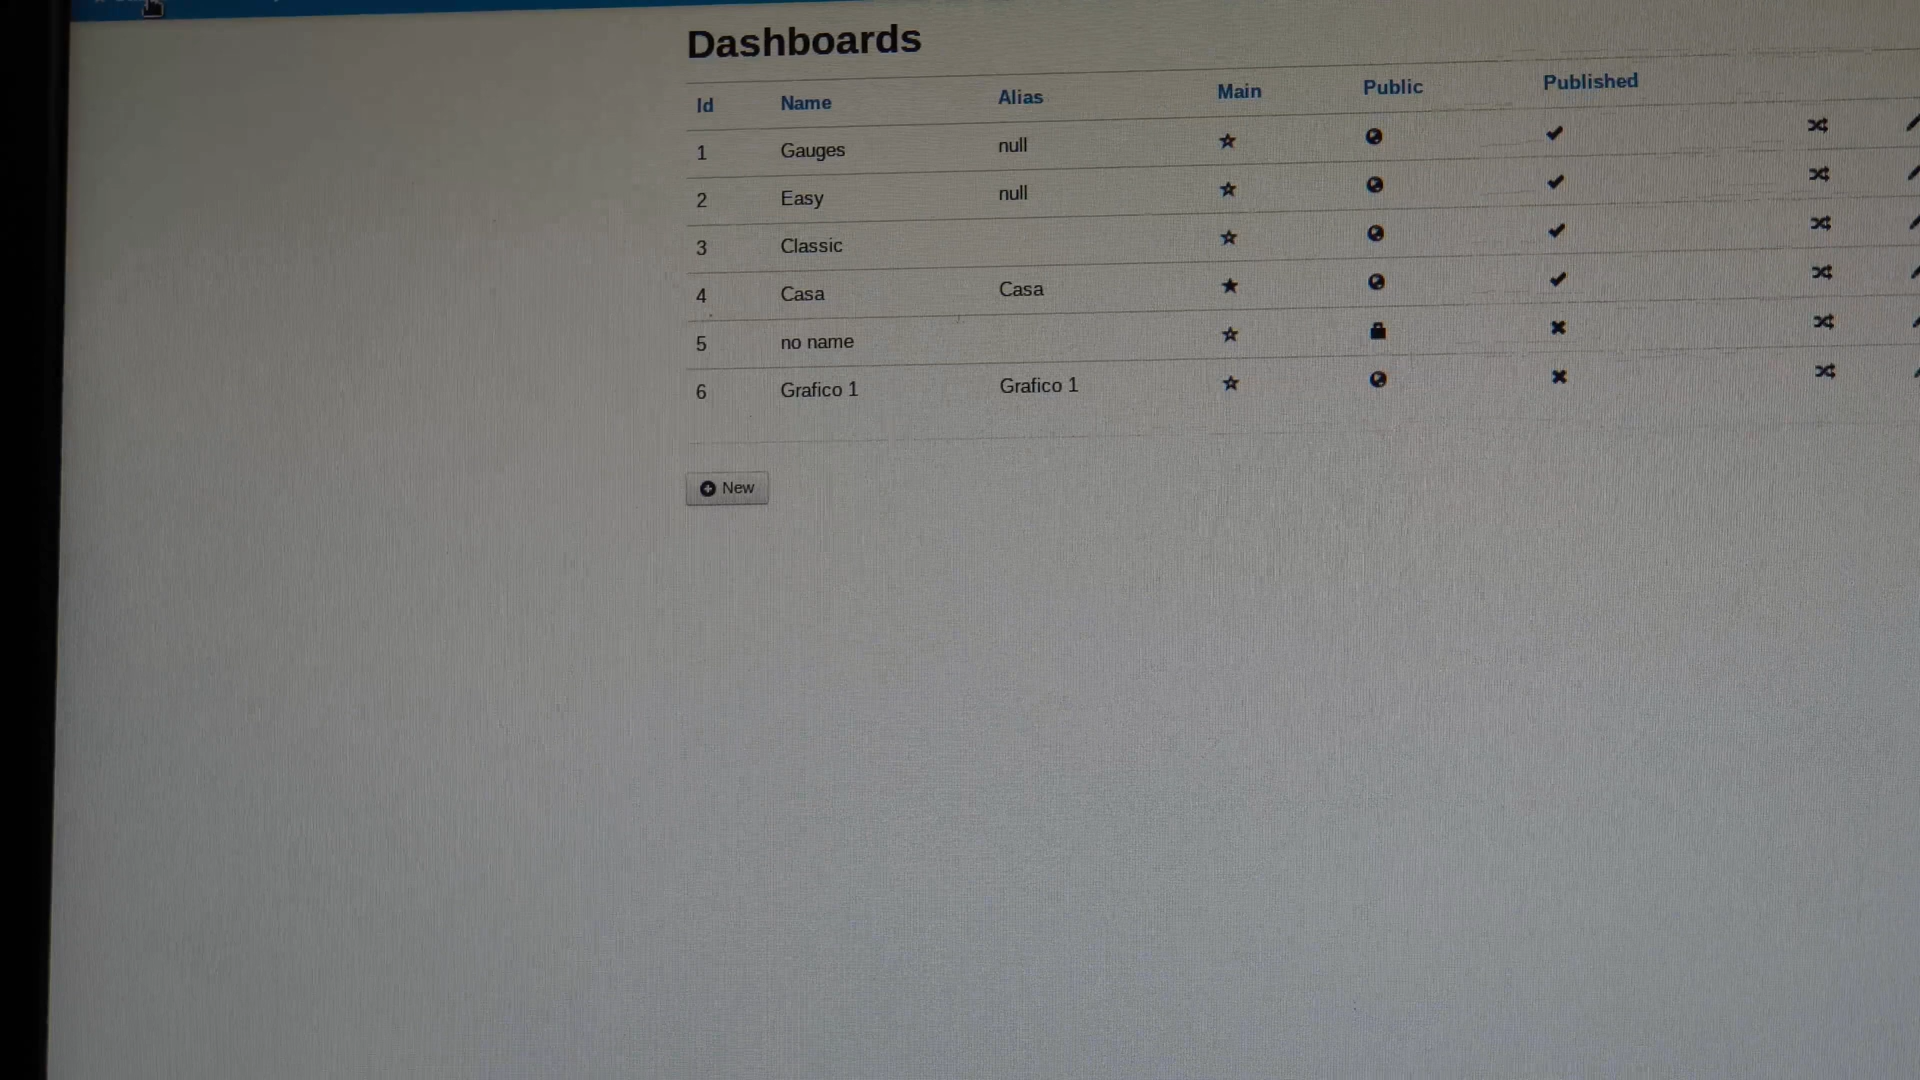 Dashboards
Id Name Alias Main Public Published
1 Gauges null
2 Easy null
3 Classic
4 Casa Casa
5 no name
6 Grafico 1 Grafico 1
New